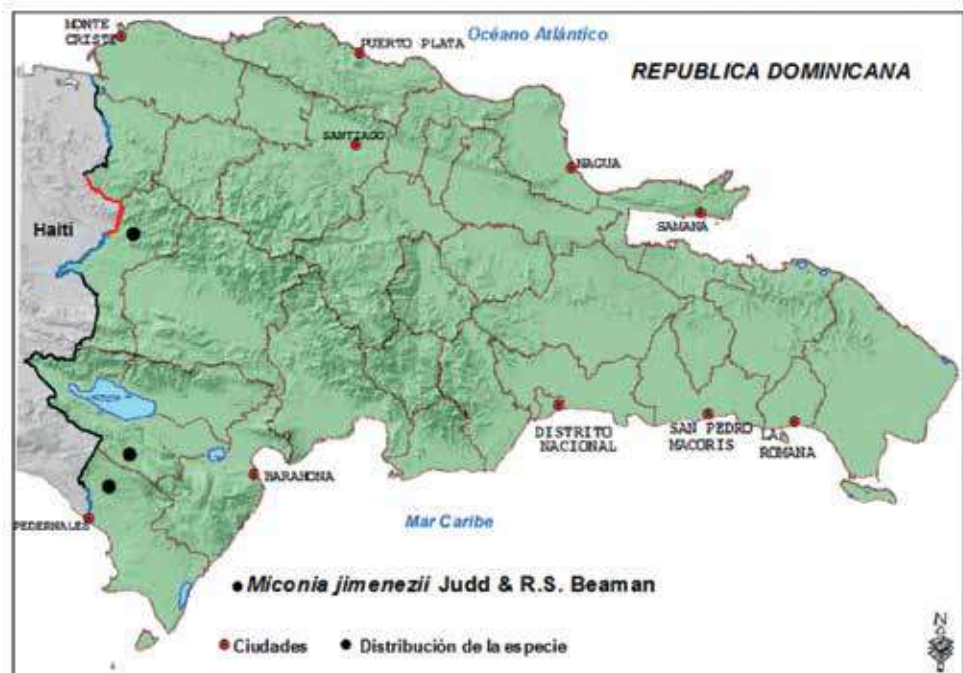 MONTE
CRISTI
Océano Atlántico
PUERTO PLATA
REPUBLICA DOMINICANA
SANTIAGO
NAGUA
SAMANA
Haití
DISTRITO
NACIONAL
SAN PEDRO
MACORIS
LA
ROMANA
BARAHONA
PEDERNALES
Mar Caribe
Miconia jimenezii Judd & R.S. Beaman
Ciudades
Distribución de la especie
N